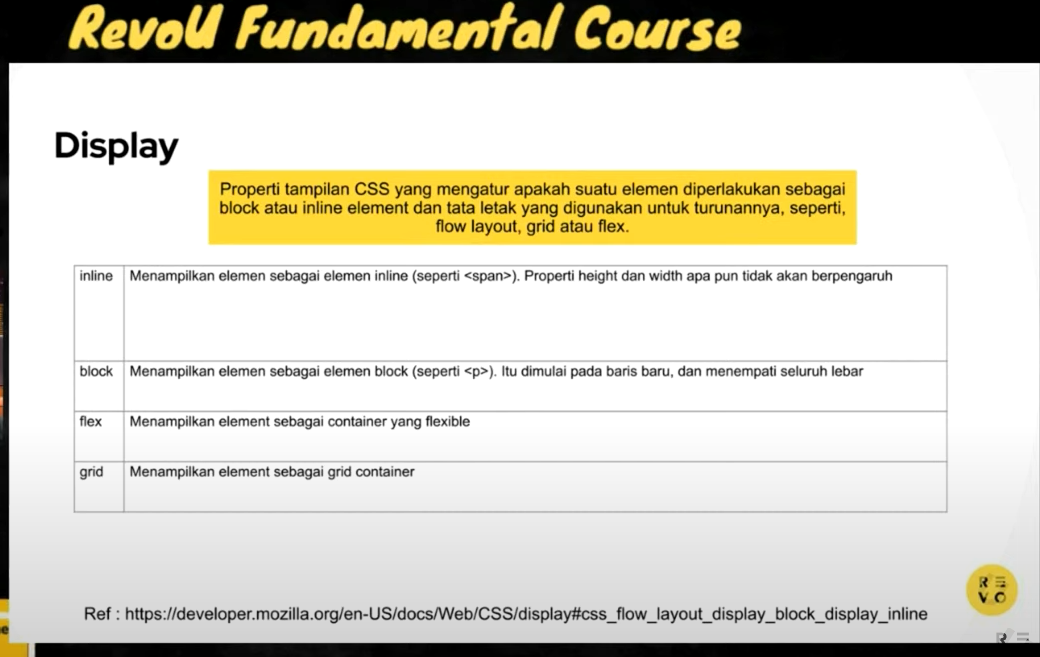 RevoU Fundamental Course
Display
Properti tampilan CSS yang mengatur apakah suatu elemen diperlakukan sebagai
block atau inline element dan tata letak yang digunakan untuk turunannya, seperti,
flow layout, grid atau flex.
inline Menampilkan elemen sebagai elemen inline (seperti <span>). Properti height dan width apa pun tidak akan berpengaruh
block Menampilkan elemen sebagai elemen block (seperti <p>). Itu dimulai pada baris baru, dan menempati seluruh lebar
flex Menampilkan element sebagai container yang flexible
grid Menampilkan element sebagai grid container
Ref : https://developer.mozilla.org/en-US/docs/Web/CSS/display#css_flow_layout_display_block_display_inline